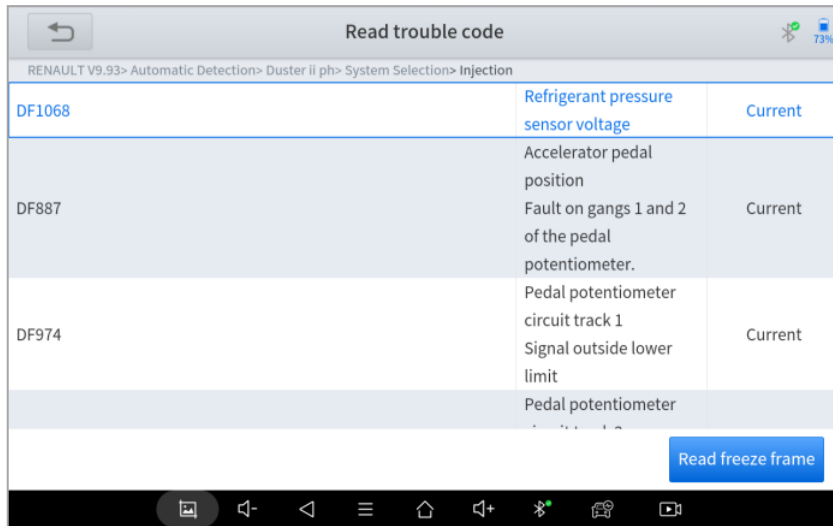 Read trouble code
73%
RENAULT V9.93> Automatic Detection> Duster ii ph> System Selection> Injection
DF1068
Refrigerant pressure
sensor voltage
Current
DF887
Accelerator pedal
position
Fault on gangs 1 and 2
of the pedal
potentiometer.
Current
DF974
Pedal potentiometer
circuit track 1
Signal outside lower
limit
Current
Pedal potentiometer
Read freeze frame